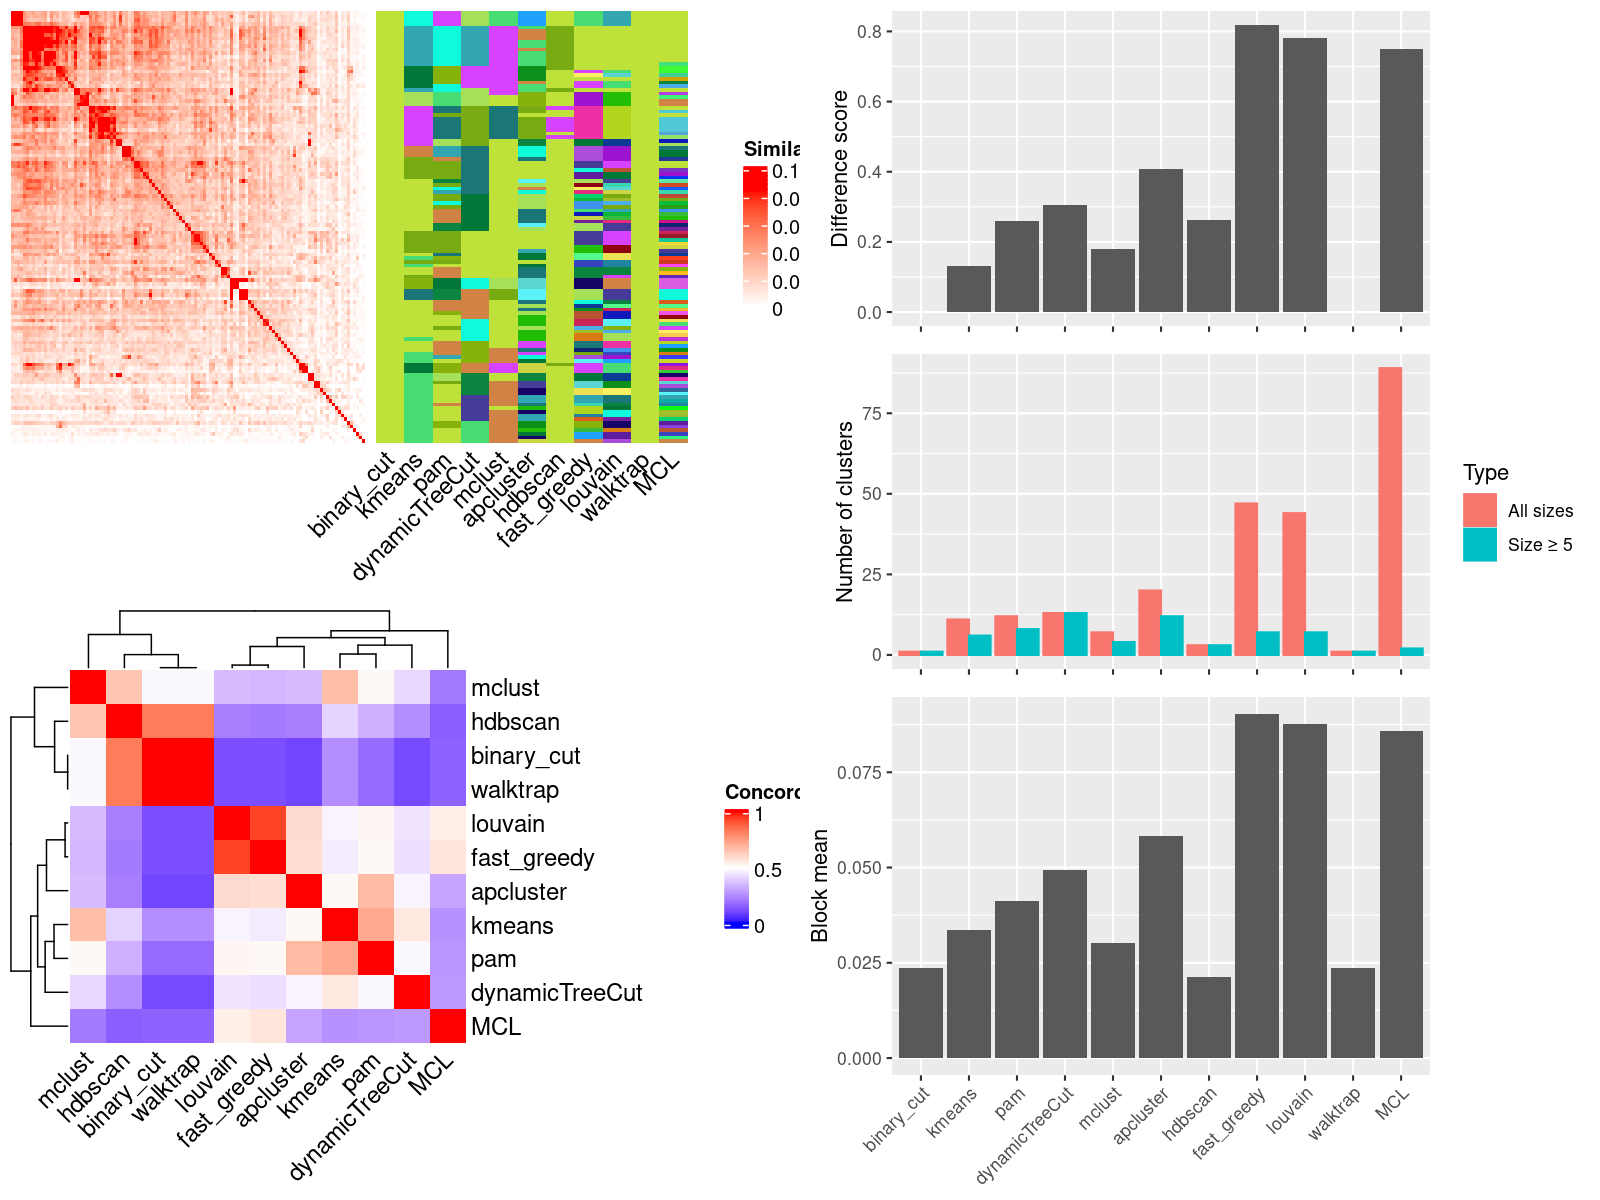 Simila
0.1
0.0
0.0
0.0
0.0
0
binary_cut
kmeans
pam
dynamicTreeCut
mclust
apcluster
hdbscan
fast_greedy
louvain
walktrap
MCL
mclust
hdbscan
binary_cut
walktrap
louvain
fast_greedy
apcluster
kmeans
pam
dynamicTreeCut
MCL
mclust
hdbscan
binary_cut
walktrap
louvain
fast_greedy
apcluster
kmeans
pam
dynamicTreeCut
MCL
Concord
1
0.5
0
Difference score
0.8
0.6
0.4
0.2
0.0
Number of clusters
75
50
25
0
Type
All sizes
Size ≥ 5
Block mean
0.075
0.050
0.025
0.000
binary_cut
kmeans
pam
dynamicTreeCut
mclust
apcluster
hdbscan
fast_greedy
louvain
walktrap
MCL